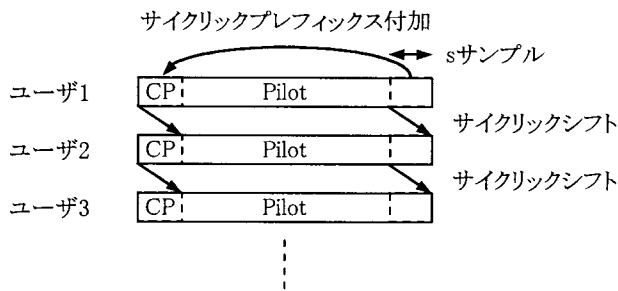 サイクリックプレフィックス付加
sサンプル
ユーザ1 CP Pilot
サイクリックシフト
ユーザ2 CP Pilot
サイクリックシフト
ユーザ3 CP Pilot